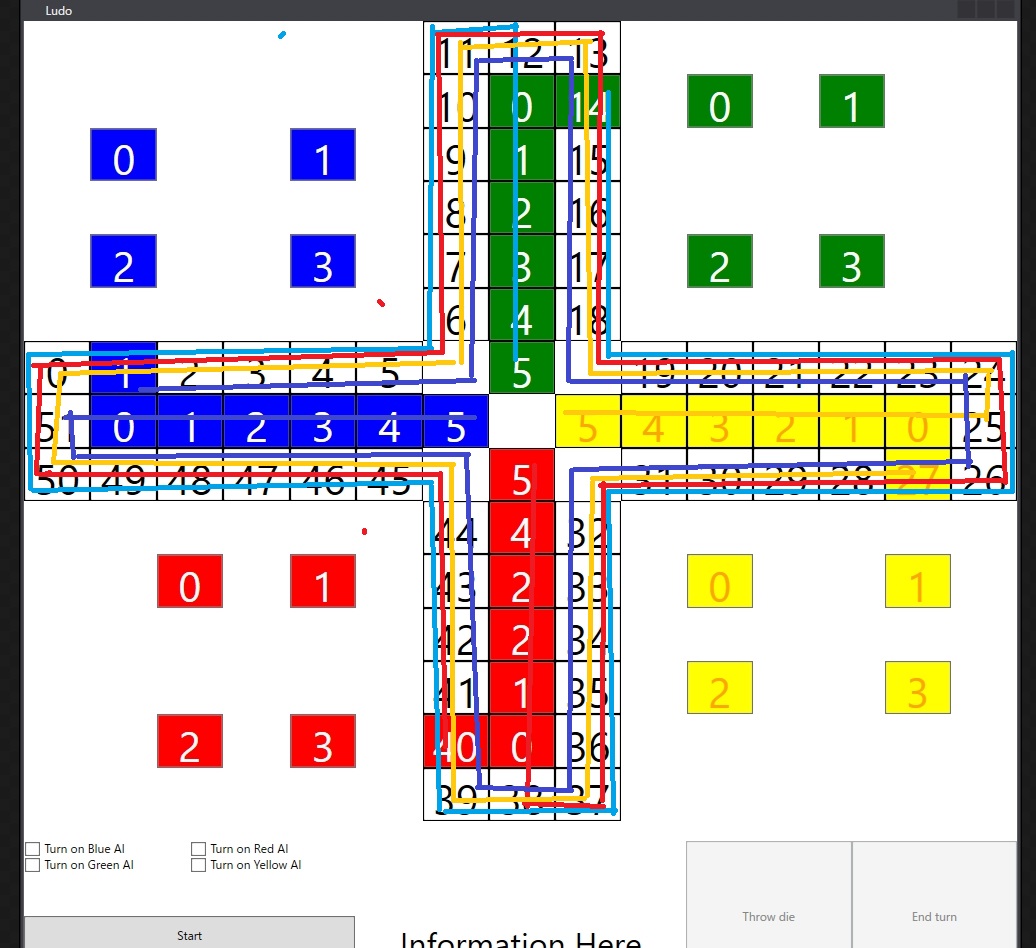 Ludo
11 12 13
10 0 14 0 1
0 1 9 1 15
8 2 16
2 3 7 3 17 2 3
6 4 18
0 1 2 3 4 5 5 19 20 21 22 23 24
51 0 1 2 3 4 5 5 4 3 2 1 0 25
50 49 48 47 46 45 5 31 30 29 28 27 26
44 4 32
0 1 43 2 33 0 1
42 2 34
41 1 35 2 3
2 3 40 0 36
39 38 37
Turn on Blue AI Turn on Red AI
Turn on Green AI Turn on Yellow AI
Throw die End turn
Start
Information Here